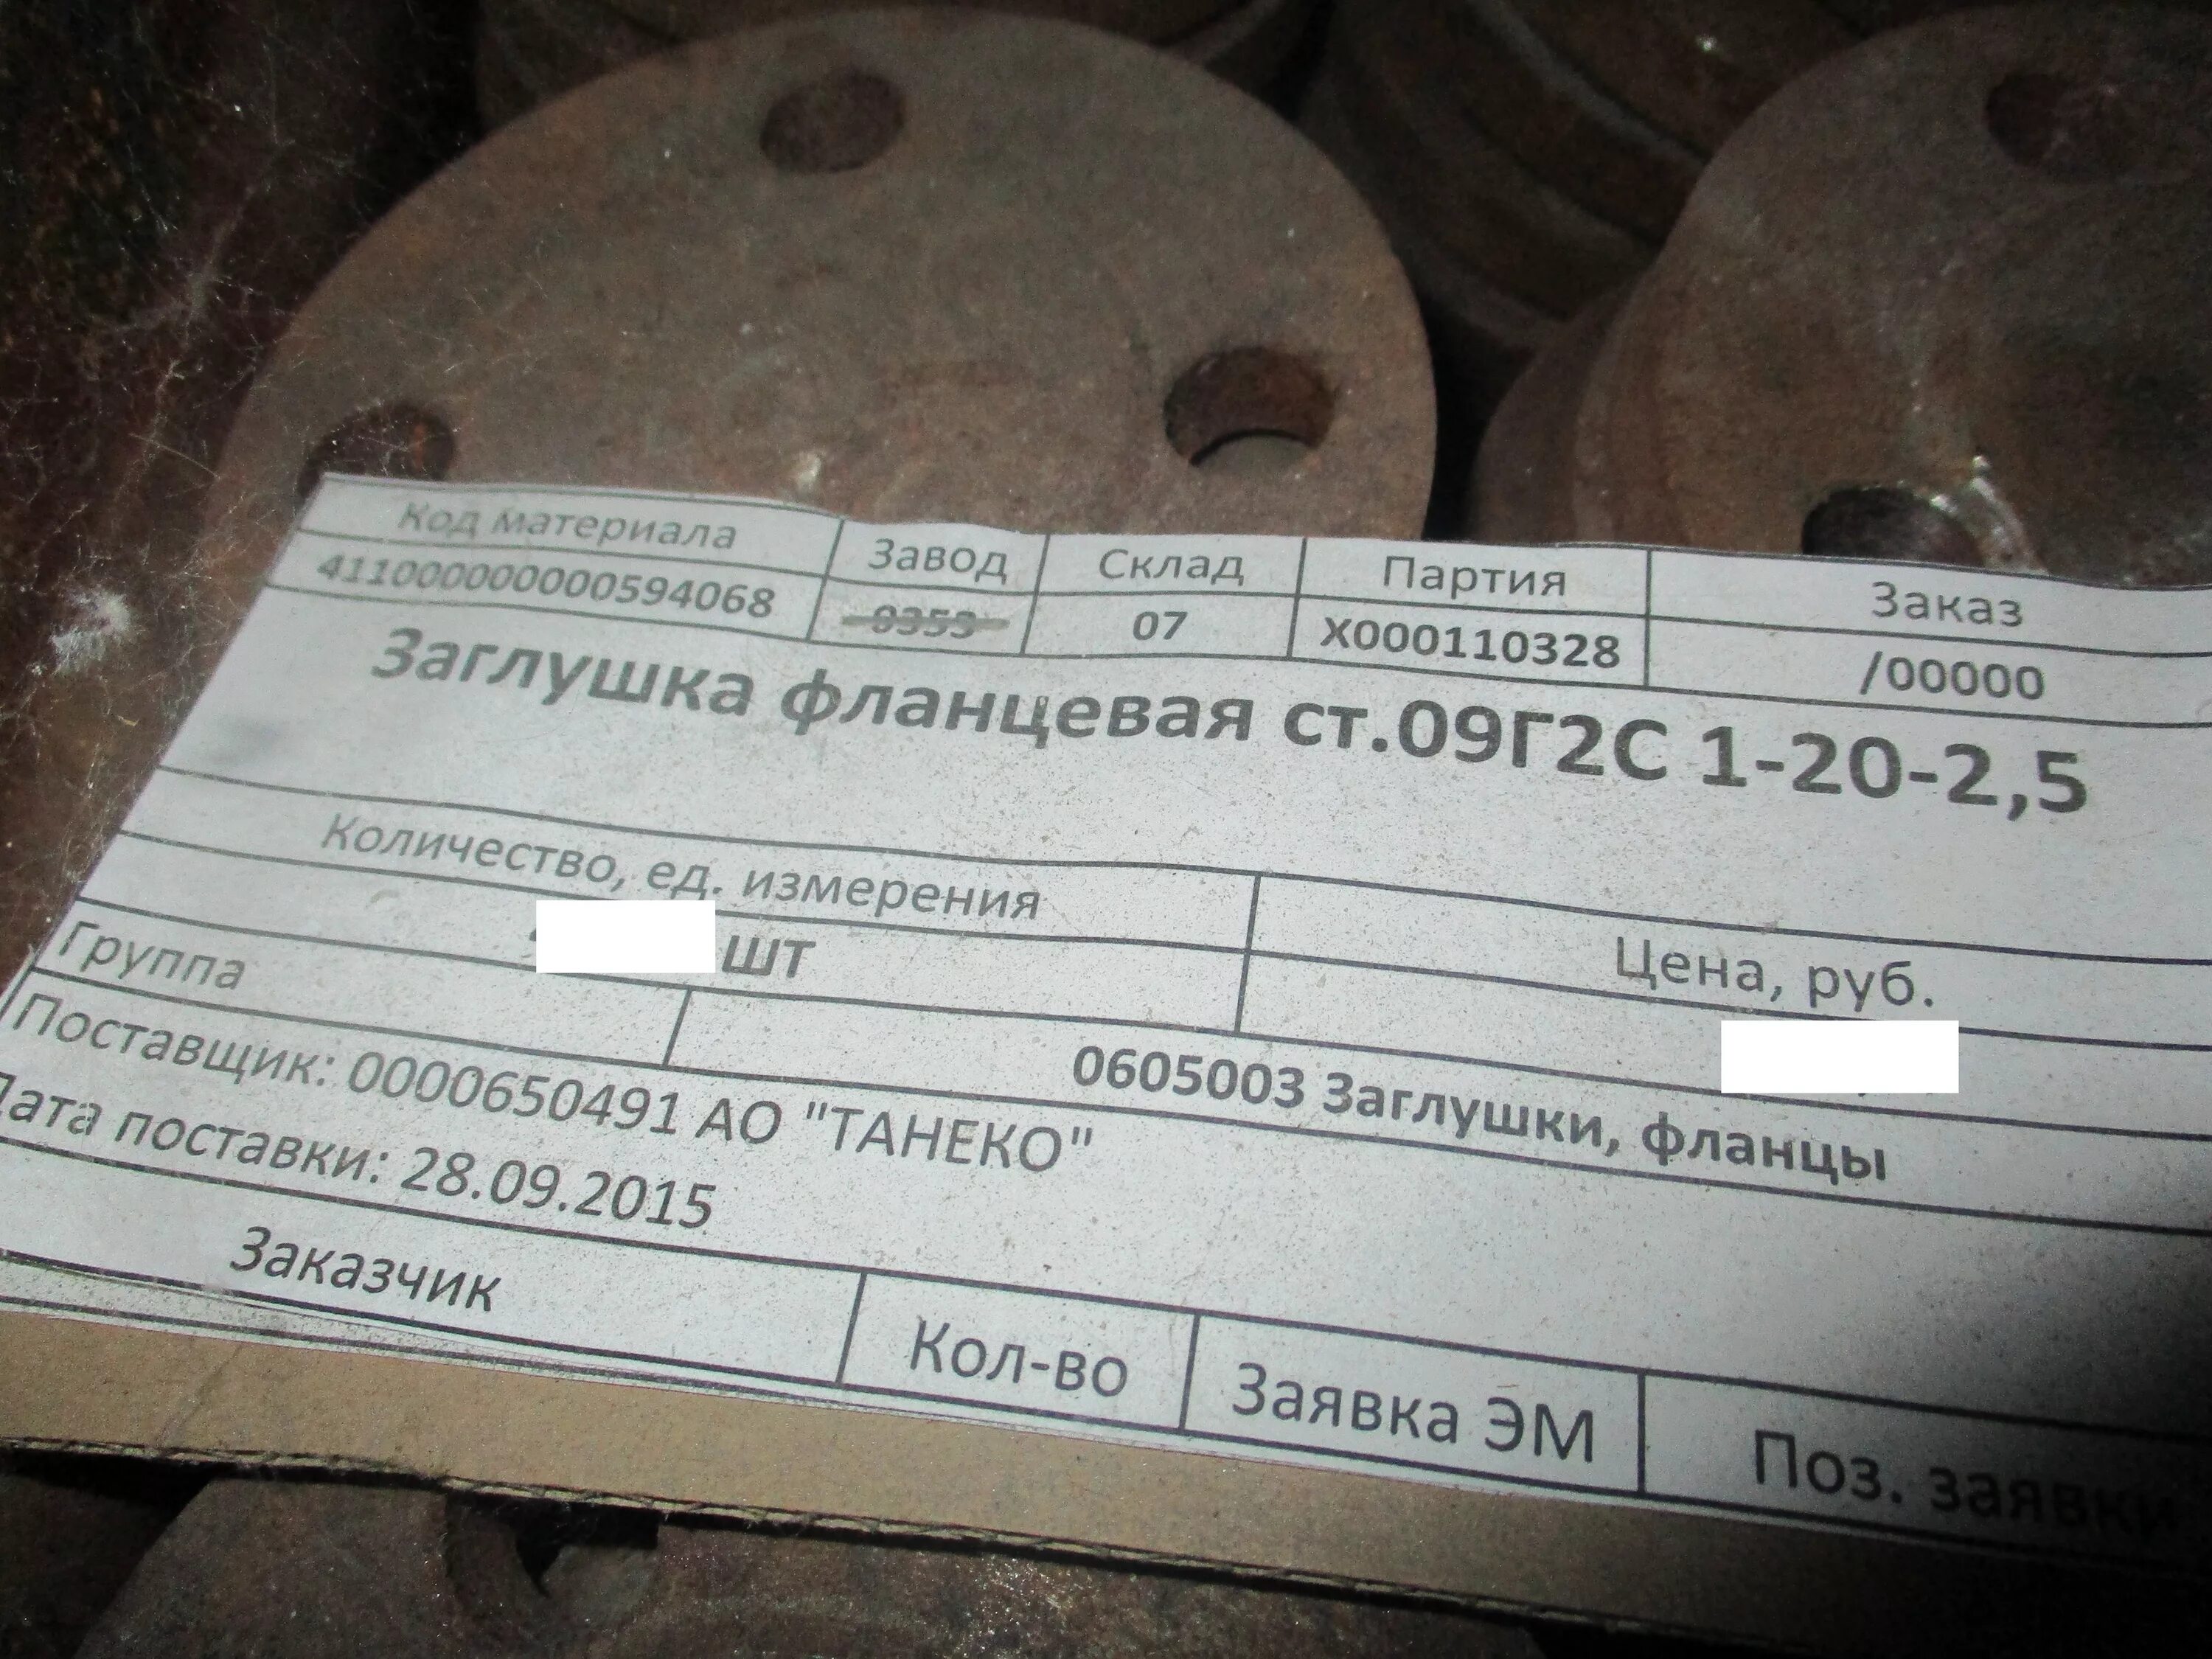 Код материала Завод Склад Партия Заказ
4110000000000594068 0353 07 X000110328 /00000
Заглушка фланцевая ст.09Г2С 1-20-2,5
Количество, ед. измерения Цена, руб.
шт
Группа 0605003 Заглушки, фланцы
Поставщик: 0000650491 АО "ТАНЕКО"
Дата поставки: 28.09.2015
Заказчик Кол-во Заявка ЭМ Поз. заявки